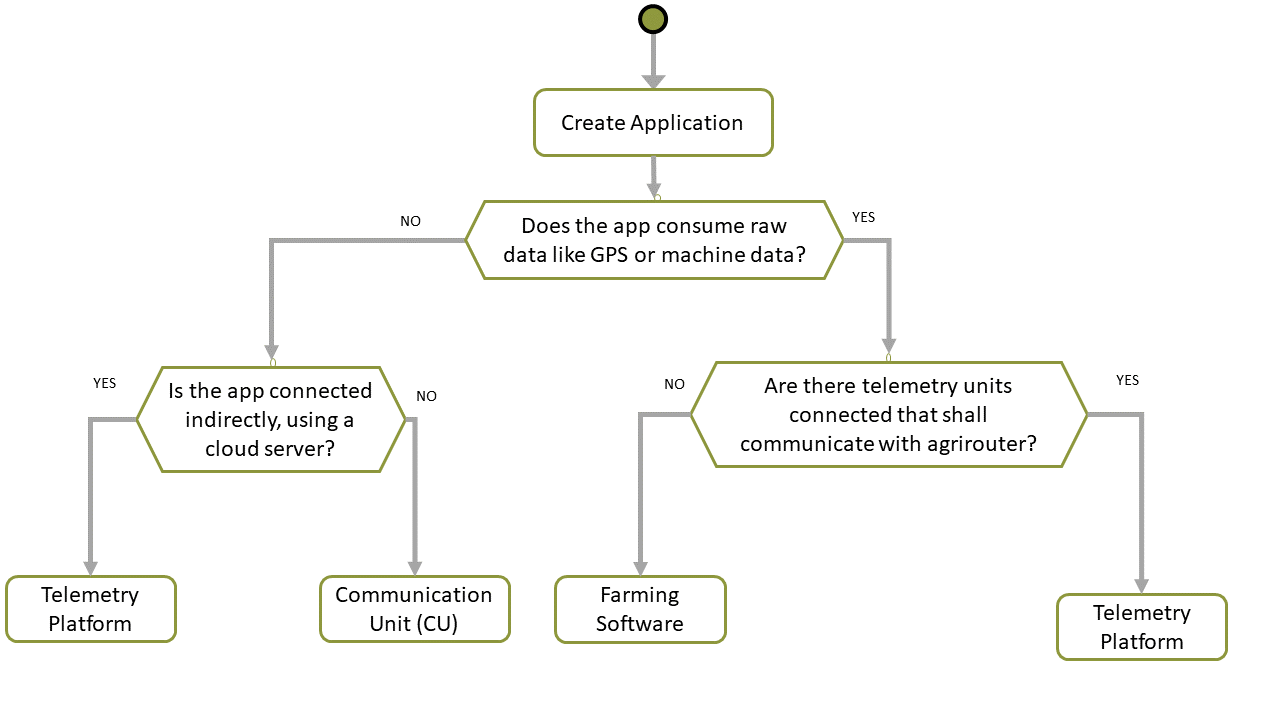 Create Application
Does the app consume raw
data like GPS or machine data?
NO
YES
Is the app connected
indirectly, using a
cloud server?
YES
NO
Are there telemetry units
connected that shall
communicate with agrirouter?
NO
YES
Telemetry
Platform
Communication
Unit (CU)
Farming
Software
Telemetry
Platform